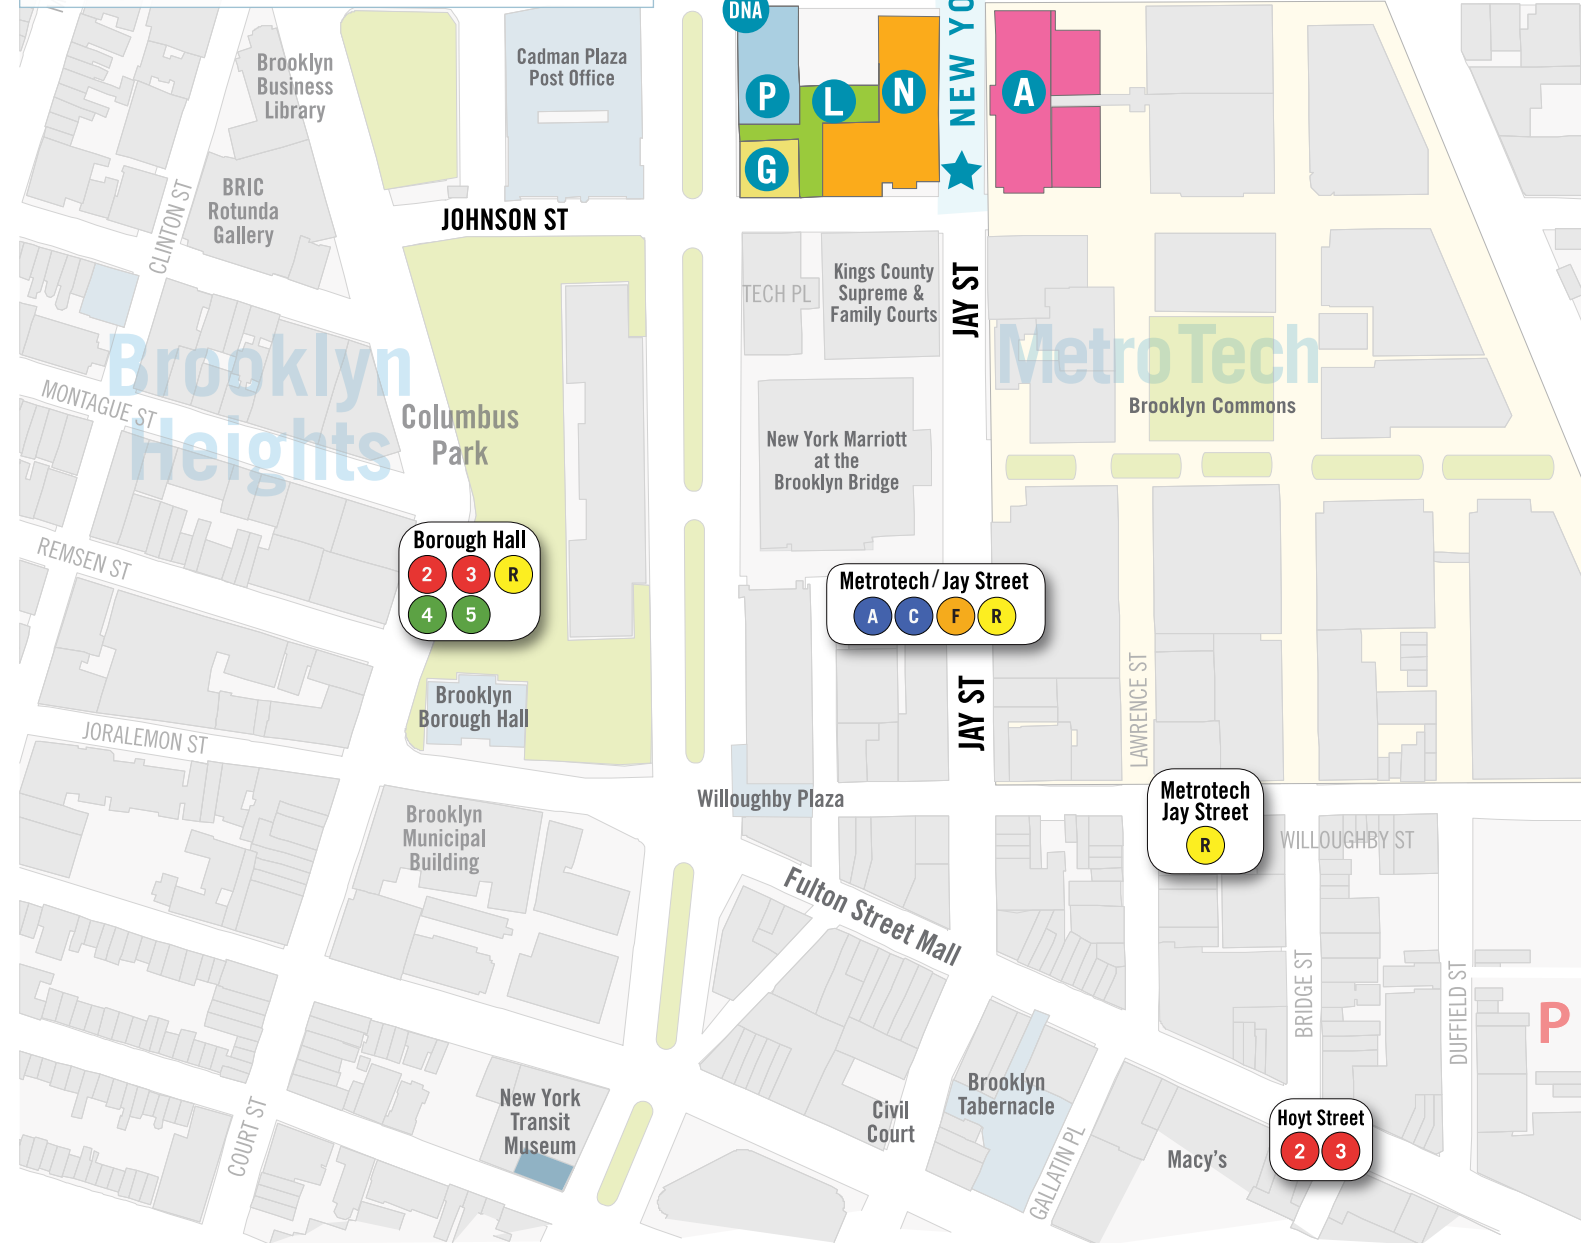 DNA
NEW YO
P
L
N
A
G
Brooklyn
Business
Library
Cadman Plaza
Post Office
BRIC
Rotunda
Gallery
CLINTON ST
JOHNSON ST
TECH PL
Kings County
Supreme &
Family Courts
JAY ST
Brooklyn
Heights
MetroTech
Brooklyn Commons
MONTAGUE ST
Columbus
Park
New York Marriott
at the
Brooklyn Bridge
REMSEN ST
Borough Hall
2 3 R
4 5
Metrotech/Jay Street
A C F R
JAY ST
LAWRENCE ST
Brooklyn
Borough Hall
JORALEMON ST
Willoughby Plaza
Metrotech
Jay Street
R
WILLOUGHBY ST
Brooklyn
Municipal
Building
Fulton Street Mall
BRIDGE ST
DUFFIELD ST
P
New York
Transit
Museum
COURT ST
Civil
Court
Brooklyn
Tabernacle
GALLATIN PL
Macy's
Hoyt Street
2 3